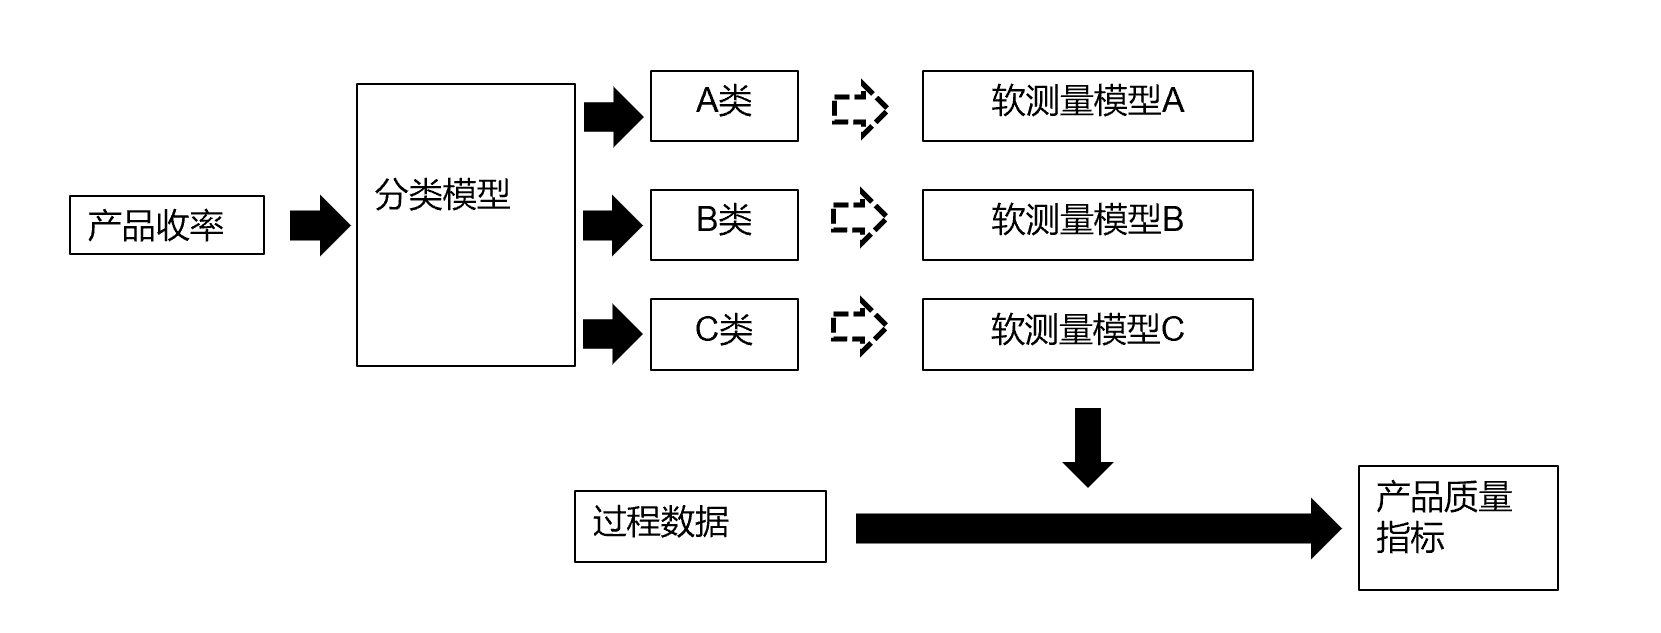 产品收率
分类模型
A类
软测量模型A
B类
软测量模型B
C类
软测量模型C
过程数据
产品质量
指标